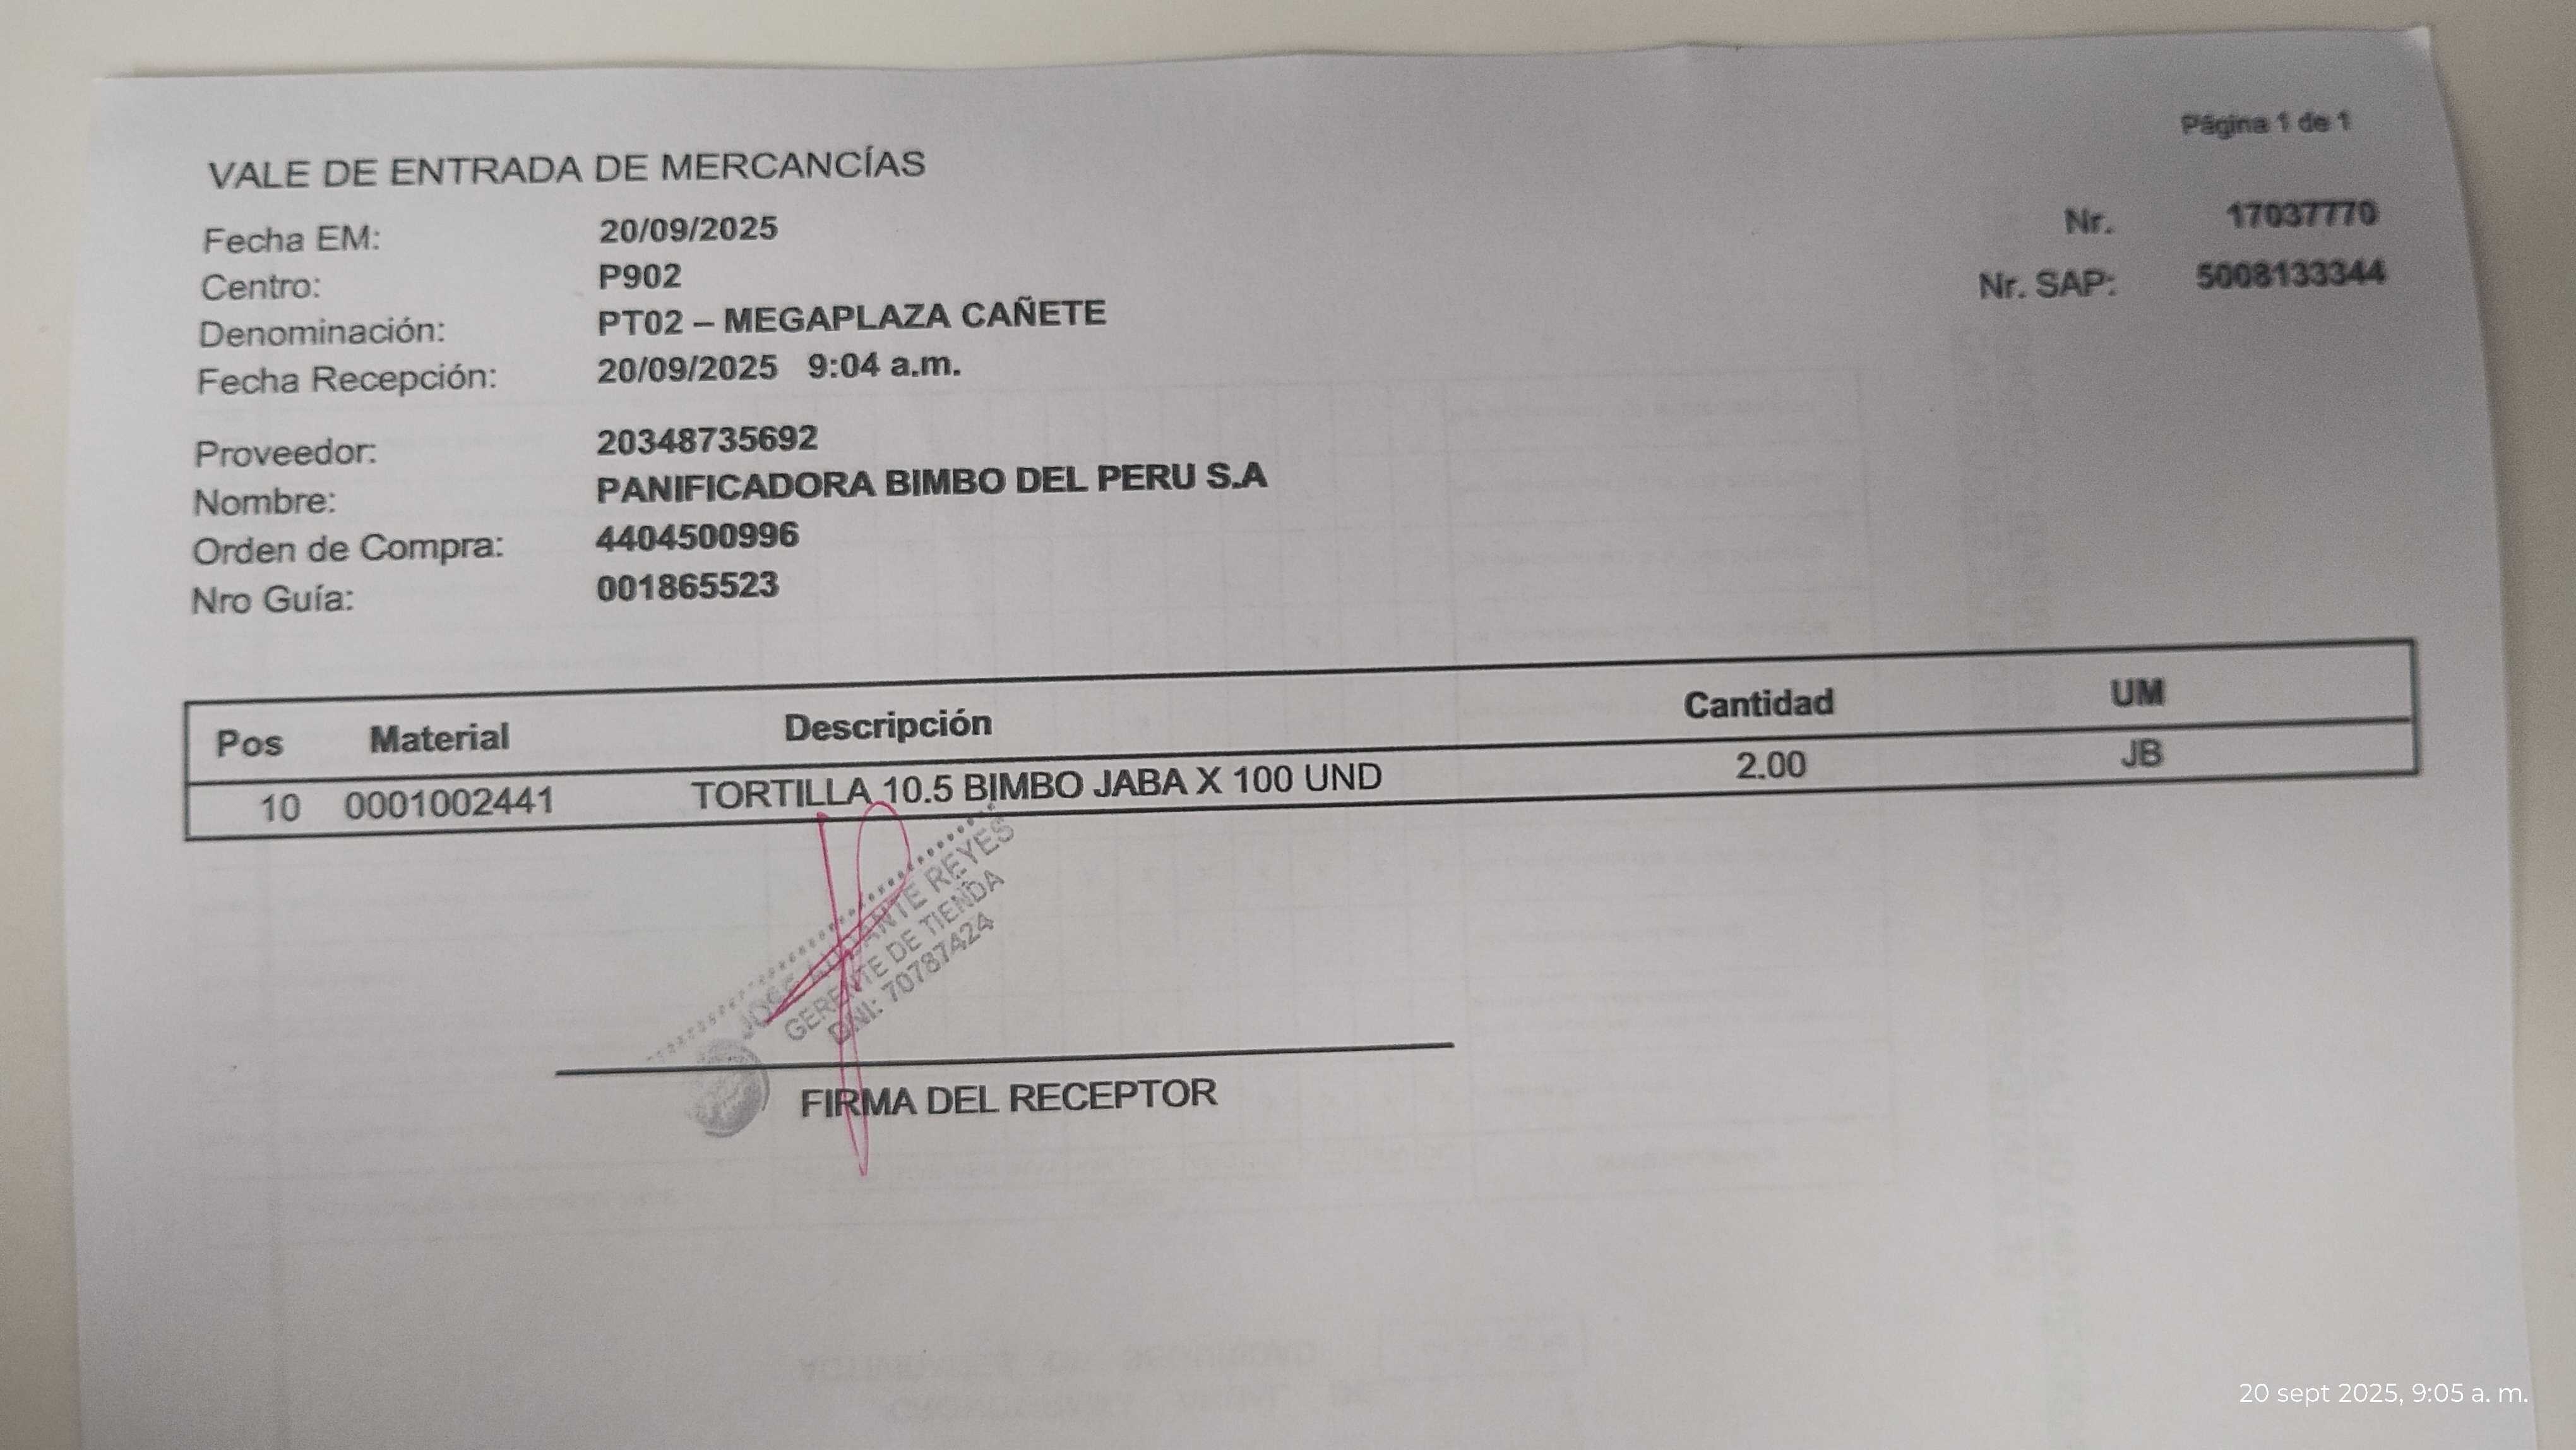 Página 1 de 1
VALE DE ENTRADA DE MERCANCÍAS
Nr. 17037770
Nr. SAP: 5008133344
Fecha EM: 20/09/2025
Centro: P902
Denominación: PT02 – MEGAPLAZA CAÑETE
Fecha Recepción: 20/09/2025 9:04 a.m.
Proveedor: 20348735692
Nombre: PANIFICADORA BIMBO DEL PERU S.A
Orden de Compra: 4404500996
Nro Guía: 001865523
Pos Material Descripción Cantidad UM
10 0001002441 TORTILLA 10.5 BIMBO JABA X 100 UND 2.00 JB
JOSE REYES
GERENTE DE TIENDA
DNI: 70787424
FIRMA DEL RECEPTOR
20 sept 2025, 9:05 a. m.